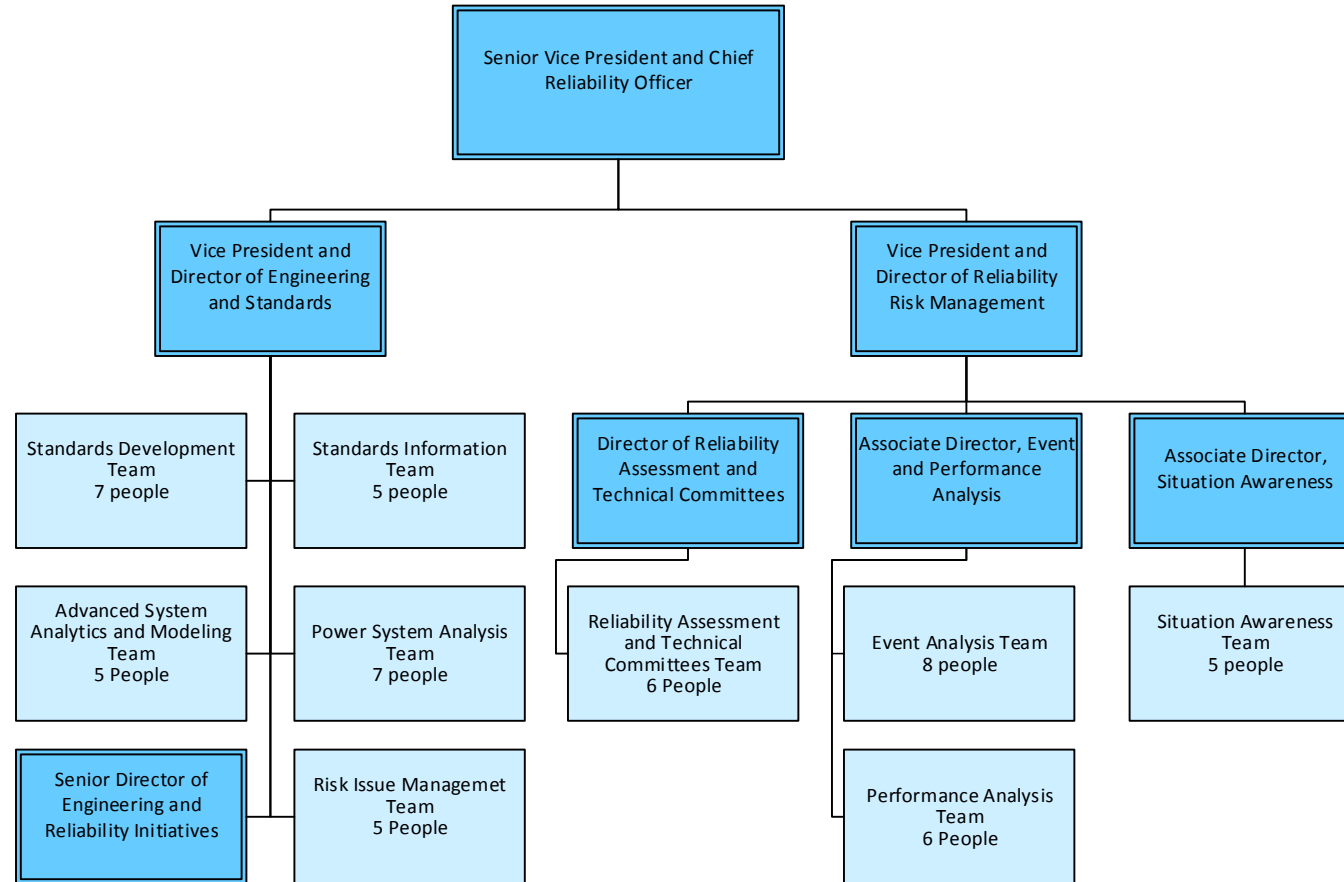 Senior Vice President and Chief
Reliability Officer
Vice President and
Director of Engineering
and Standards
Vice President and
Director of Reliability
Risk Management
Standards Development
Team
7 people
Standards Information
Team
5 people
Director of Reliability
Assessment and
Technical Committees
Associate Director, Event
and Performance
Analysis
Associate Director,
Situation Awareness
Advanced System
Analytics and Modeling
Team
5 People
Power System Analysis
Team
7 people
Reliability Assessment
and Technical
Committees Team
6 People
Event Analysis Team
8 people
Situation Awareness
Team
5 people
Senior Director of
Engineering and
Reliability Initiatives
Risk Issue Managemet
Team
5 People
Performance Analysis
Team
6 People